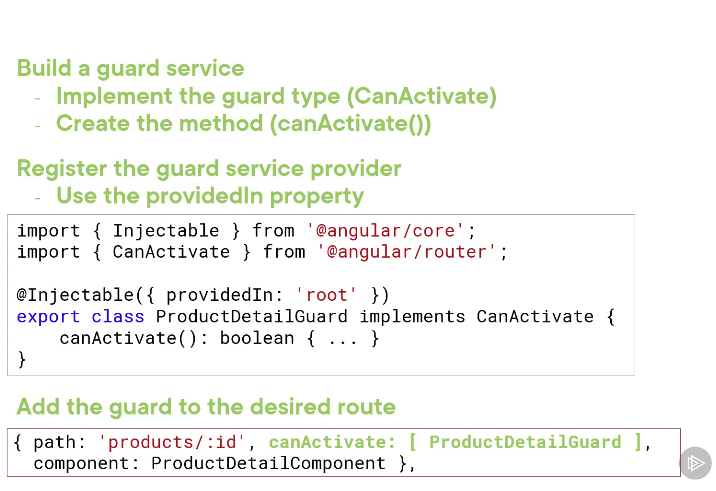 Build a guard service
- Implement the guard type (CanActivate)
- Create the method (canActivate())
Register the guard service provider
- Use the providedIn property
import { Injectable } from '@angular/core';
import { CanActivate } from '@angular/router';
@Injectable({ providedIn: 'root' })
export class ProductDetailGuard implements CanActivate {
    canActivate(): boolean { ... }
}
Add the guard to the desired route
{ path: 'products/:id', canActivate: [ ProductDetailGuard ],
  component: ProductDetailComponent },